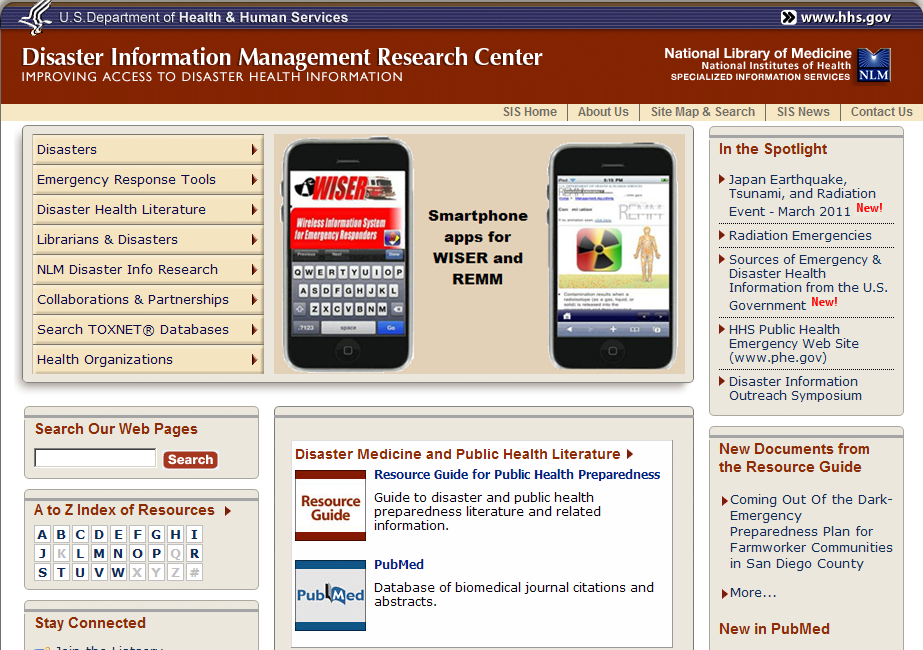 U.S.Department of Health & Human Services
www.hhs.gov
Disaster Information Management Research Center
IMPROVING ACCESS TO DISASTER HEALTH INFORMATION
National Library of Medicine
National Institutes of Health
SPECIALIZED INFORMATION SERVICES
NLM
SIS Home
About Us
Site Map & Search
SIS News
Contact Us
Disasters
Emergency Response Tools
Disaster Health Literature
Librarians & Disasters
NLM Disaster Info Research
Collaborations & Partnerships
Search TOXNET® Databases
Health Organizations
WISER
Wireless Information System
for Emergency Responders
Previous Next Done
Q W E R T Y U I O P
A S D F G H J K L
Z X C V B N M
.?123 space Go
Smartphone
apps for
WISER and
REMM
REMM
In the Spotlight
Japan Earthquake,
Tsunami, and Radiation
Event - March 2011 New!
Radiation Emergencies
Sources of Emergency &
Disaster Health
Information from the U.S.
Government New!
HHS Public Health
Emergency Web Site
(www.phe.gov)
Disaster Information
Outreach Symposium
Search Our Web Pages
Search
A to Z Index of Resources
A B C D E F G H I
J K L M N O P Q R
S T U V W X Y Z #
Stay Connected
Join the Listserv
Disaster Medicine and Public Health Literature
Resource
Guide
Resource Guide for Public Health Preparedness
Guide to disaster and public health
preparedness literature and related
information.
PubMed
PubMed
Database of biomedical journal citations and
abstracts.
New Documents from
the Resource Guide
Coming Out Of the Dark-
Emergency
Preparedness Plan for
Farmworker Communities
in San Diego County
More...
New in PubMed